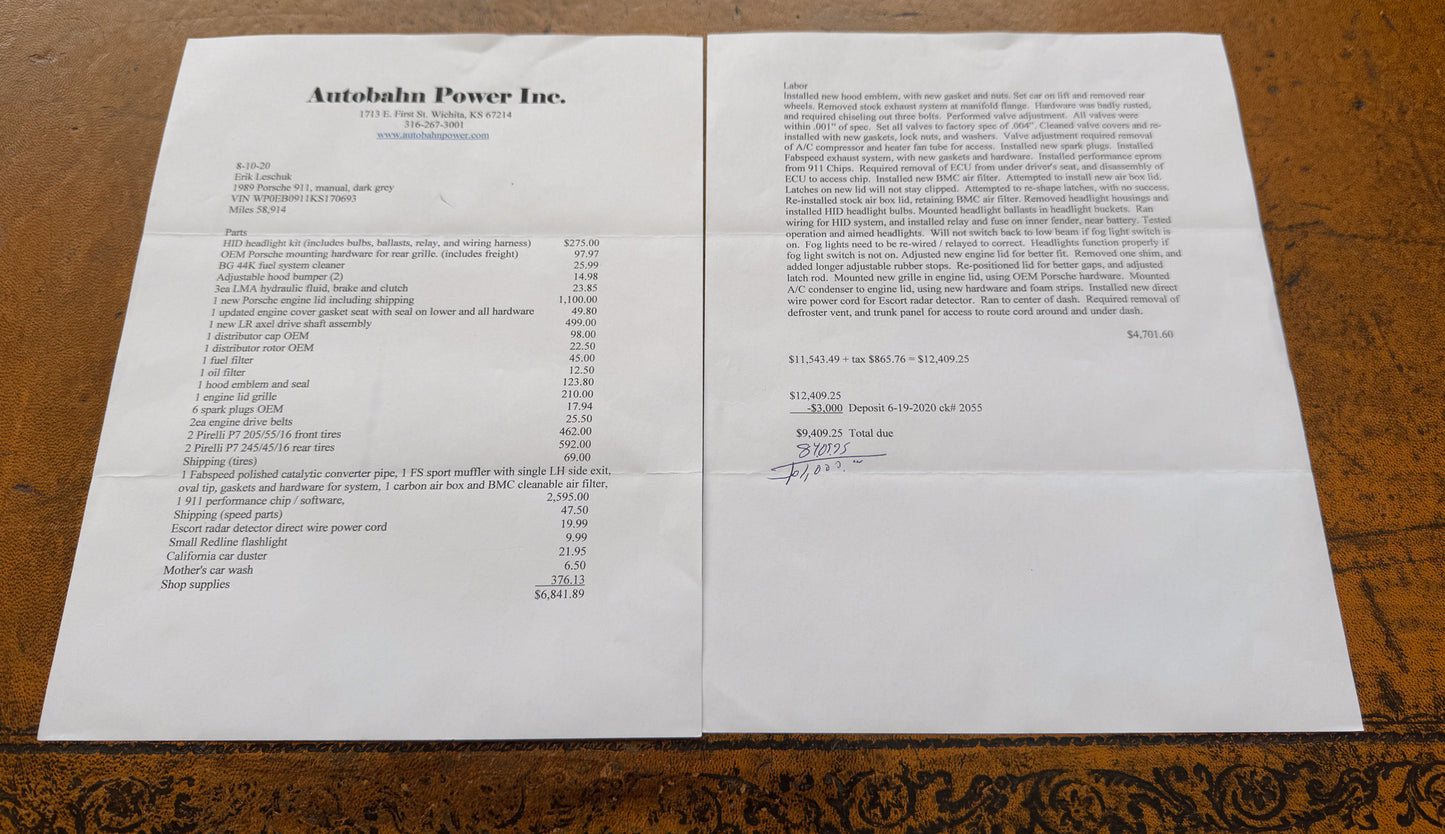 Autobahn Power Inc.
1713 E. First St. Wichita, KS 67214
316-267-3001
www.autobahnpower.com
8-10-20
Erik Leschuk
1989 Porsche 911, manual, dark grey
VIN WP0EB0911KS170693
Miles 58,914
Parts
HID headlight kit (includes bulbs, ballasts, relay, and wiring harness) $275.00
OEM Porsche mounting hardware for rear grille. (includes freight) 97.97
BG 44K fuel system cleaner 25.99
Adjustable hood bumper (2) 14.98
3ea LMA hydraulic fluid, brake and clutch 23.85
1 new Porsche engine lid including shipping 1,100.00
1 updated engine cover gasket seat with seal on lower and all hardware 49.80
1 new LR axel drive shaft assembly 499.00
1 distributor cap OEM 98.00
1 distributor rotor OEM 22.50
1 fuel filter 45.00
1 oil filter 12.50
1 hood emblem and seal 123.80
1 engine lid grille 210.00
6 spark plugs OEM 17.94
2ea engine drive belts 25.50
2 Pirelli P7 205/55/16 front tires 462.00
2 Pirelli P7 245/45/16 rear tires 592.00
Shipping (tires) 69.00
1 Fabspeed polished catalytic converter pipe, 1 FS sport muffler with single LH side exit,
oval tip, gaskets and hardware for system, 1 carbon air box and BMC cleanable air filter,
1 911 performance chip / software, 2,595.00
Shipping (speed parts) 47.50
Escort radar detector direct wire power cord 19.99
Small Redline flashlight 9.99
California car duster 21.95
Mother's car wash 6.50
Shop supplies 376.13
$6,841.89
Labor
Installed new hood emblem, with new gasket and nuts. Set car on lift and removed rear
wheels. Removed stock exhaust system at manifold flange. Hardware was badly rusted,
and required chiseling out three bolts. Performed valve adjustment. All valves were
within .001" of spec. Set all valves to factory spec of .004". Cleaned valve covers and re-
installed with new gaskets, lock nuts, and washers. Valve adjustment required removal
of A/C compressor and heater fan tube for access. Installed new spark plugs. Installed
Fabspeed exhaust system, with new gaskets and hardware. Installed performance eprom
from 911 Chips. Required removal of ECU from under driver's seat, and disassembly of
ECU to access chip. Installed new BMC air filter. Attempted to install new air box lid.
Latches on new lid will not stay clipped. Attempted to re-shape latches, with no success.
Re-installed stock air box lid, retaining BMC air filter. Removed headlight housings and
installed HID headlight bulbs. Mounted headlight ballasts in headlight buckets. Ran
wiring for HID system, and installed relay and fuse on inner fender, near battery. Tested
operation and aimed headlights. Will not switch back to low beam if fog light switch is
on. Fog lights need to be re-wired / relayed to correct. Headlights function properly if
fog light switch is not on. Adjusted new engine lid for better fit. Removed one shim, and
added longer adjustable rubber stops. Re-positioned lid for better gaps, and adjusted
latch rod. Mounted new grille in engine lid, using OEM Porsche hardware. Mounted
A/C condenser to engine lid, using new hardware and foam strips. Installed new direct
wire power cord for Escort radar detector. Ran to center of dash. Required removal of
defroster vent, and trunk panel for access to route cord around and under dash.
$4,701.60
$11,543.49 + tax $865.76 = $12,409.25
$12,409.25
-$3,000 Deposit 6-19-2020 ck# 2055
$9,409.25 Total due